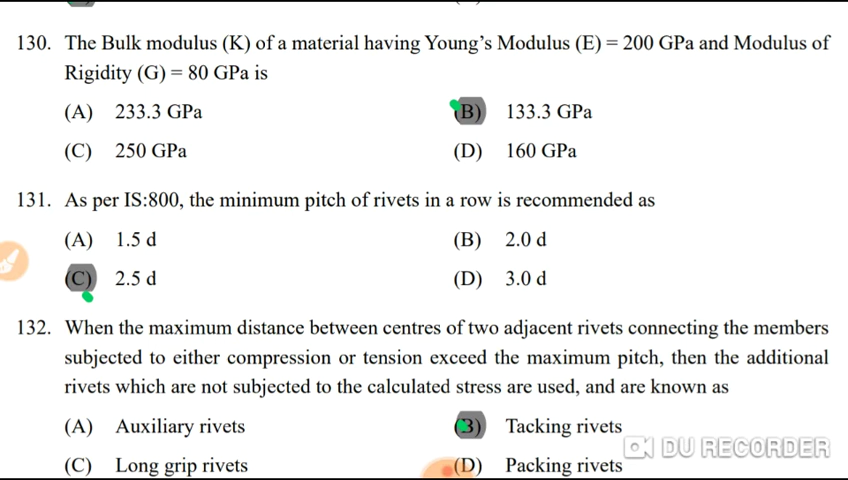 130. The Bulk modulus (K) of a material having Young's Modulus (E) = 200 GPa and Modulus of
Rigidity (G) = 80 GPa is
(A) 233.3 GPa (B) 133.3 GPa
(C) 250 GPa (D) 160 GPa
131. As per IS:800, the minimum pitch of rivets in a row is recommended as
(A) 1.5 d (B) 2.0 d
(C) 2.5 d (D) 3.0 d
132. When the maximum distance between centres of two adjacent rivets connecting the members
subjected to either compression or tension exceed the maximum pitch, then the additional
rivets which are not subjected to the calculated stress are used, and are known as
(A) Auxiliary rivets (B) Tacking rivets
DU RECORDER
(C) Long grip rivets (D) Packing rivets